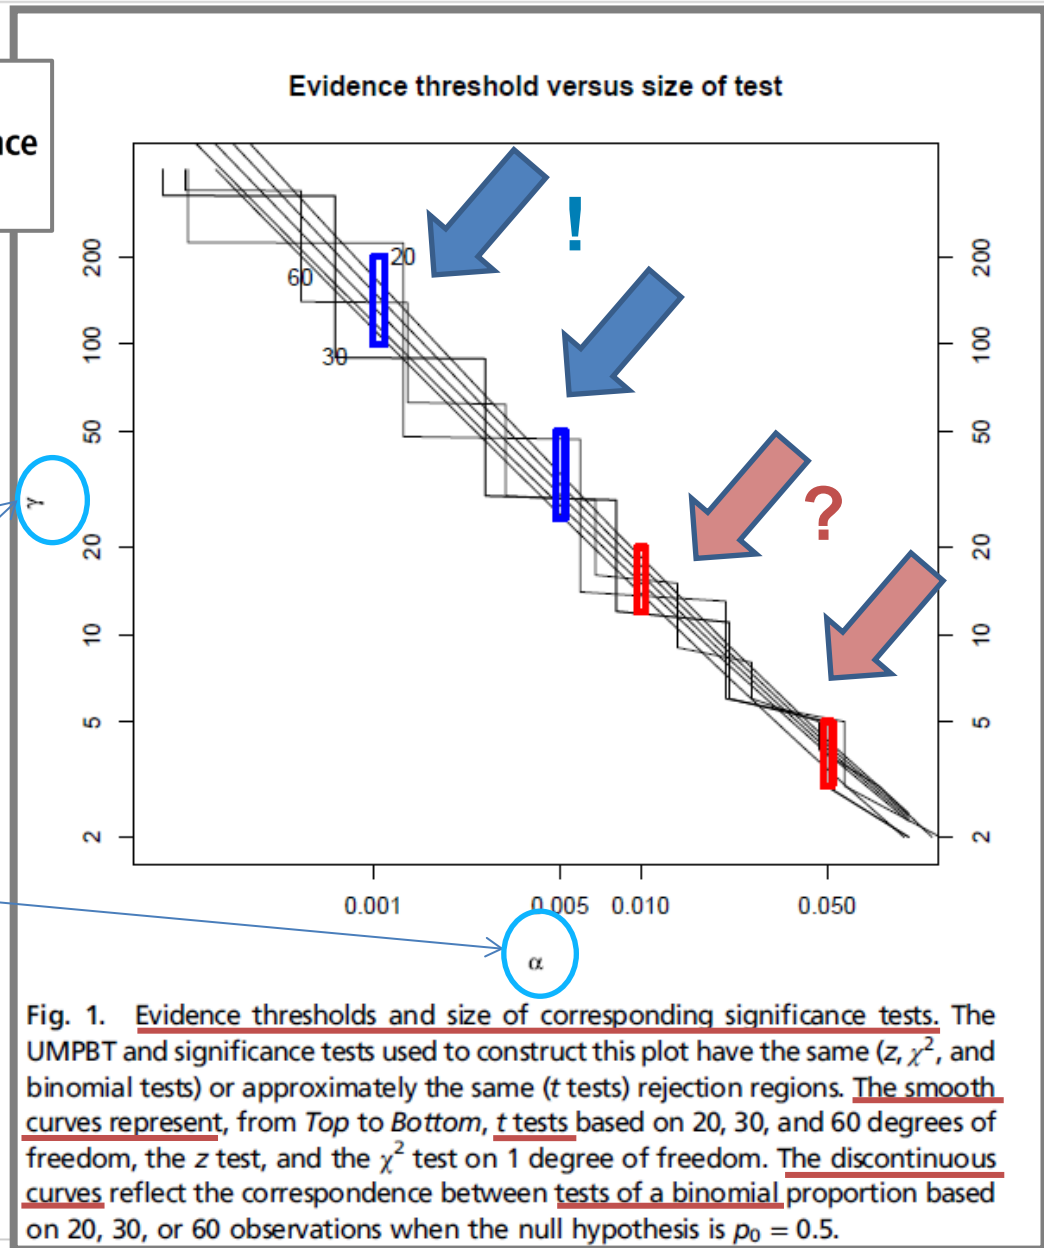 nce
Evidence threshold versus size of test
!
200
200
20
60
100
100
30
50
50
?
γ
20
20
10
10
5
5
2
2
0.001 0.005 0.010 0.050
α
Fig. 1. Evidence thresholds and size of corresponding significance tests. The
UMPBT and significance tests used to construct this plot have the same (z, χ², and
binomial tests) or approximately the same (t tests) rejection regions. The smooth
curves represent, from Top to Bottom, t tests based on 20, 30, and 60 degrees of
freedom, the z test, and the χ² test on 1 degree of freedom. The discontinuous
curves reflect the correspondence between tests of a binomial proportion based
on 20, 30, or 60 observations when the null hypothesis is p₀ = 0.5.